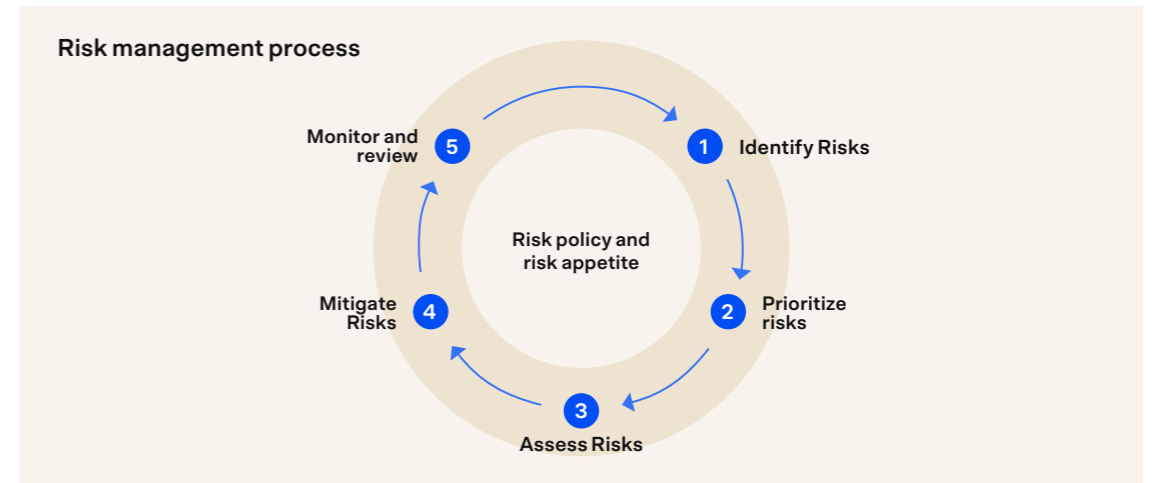 Risk management process
Monitor and
review
5
1
Identify Risks
Risk policy and
risk appetite
Mitigate
Risks
4
2
Prioritize
risks
3
Assess Risks